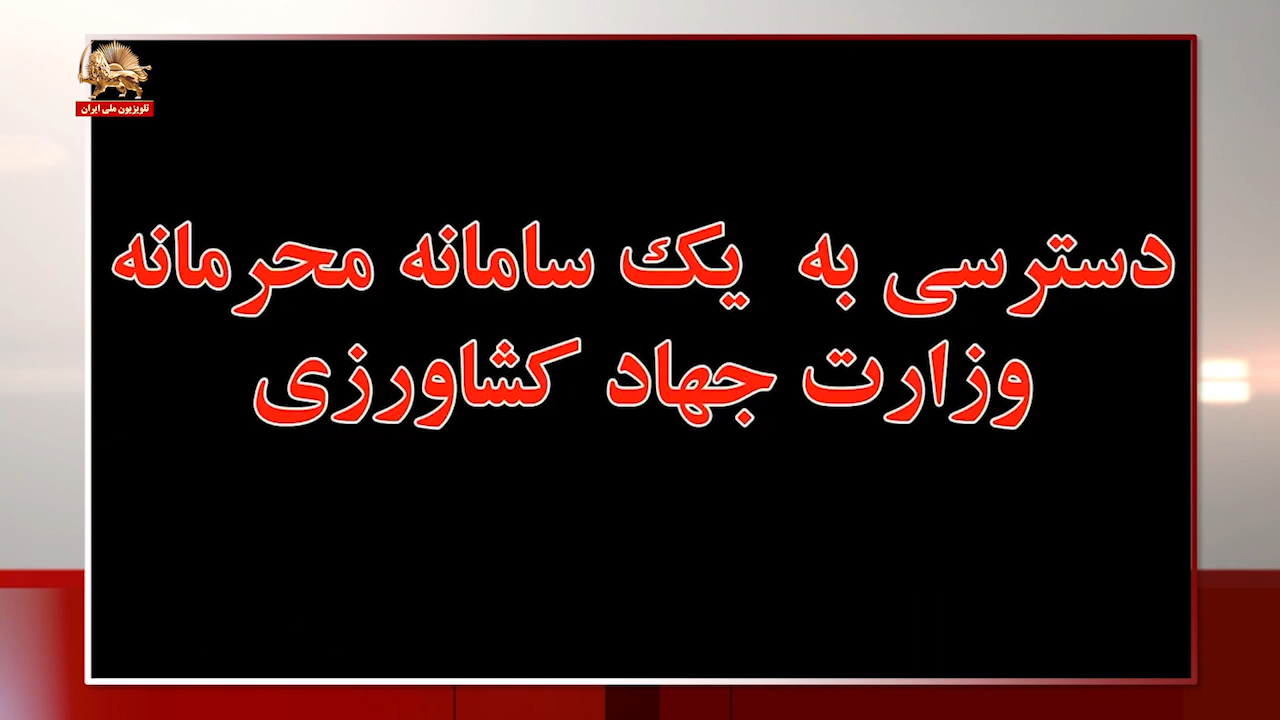 تلویزیون ملی ایران
دسترسی به یک سامانه محرمانه
وزارت جهاد کشاورزی